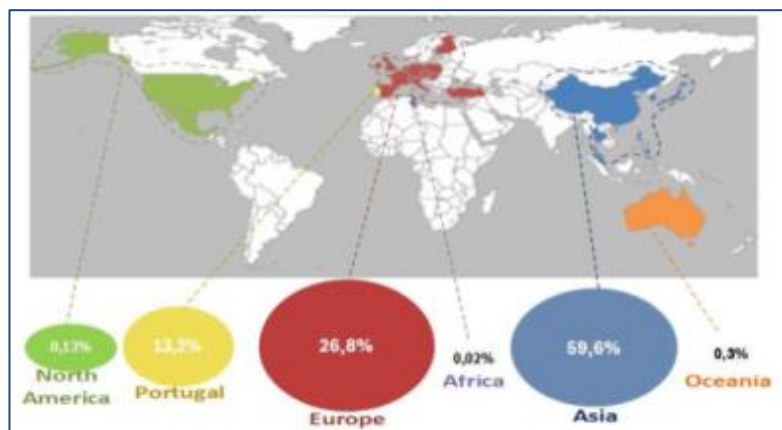 0,13%
North
America
13,2%
Portugal
26,8%
Europe
0,02%
Africa
59,6%
Asia
0,3%
Oceania